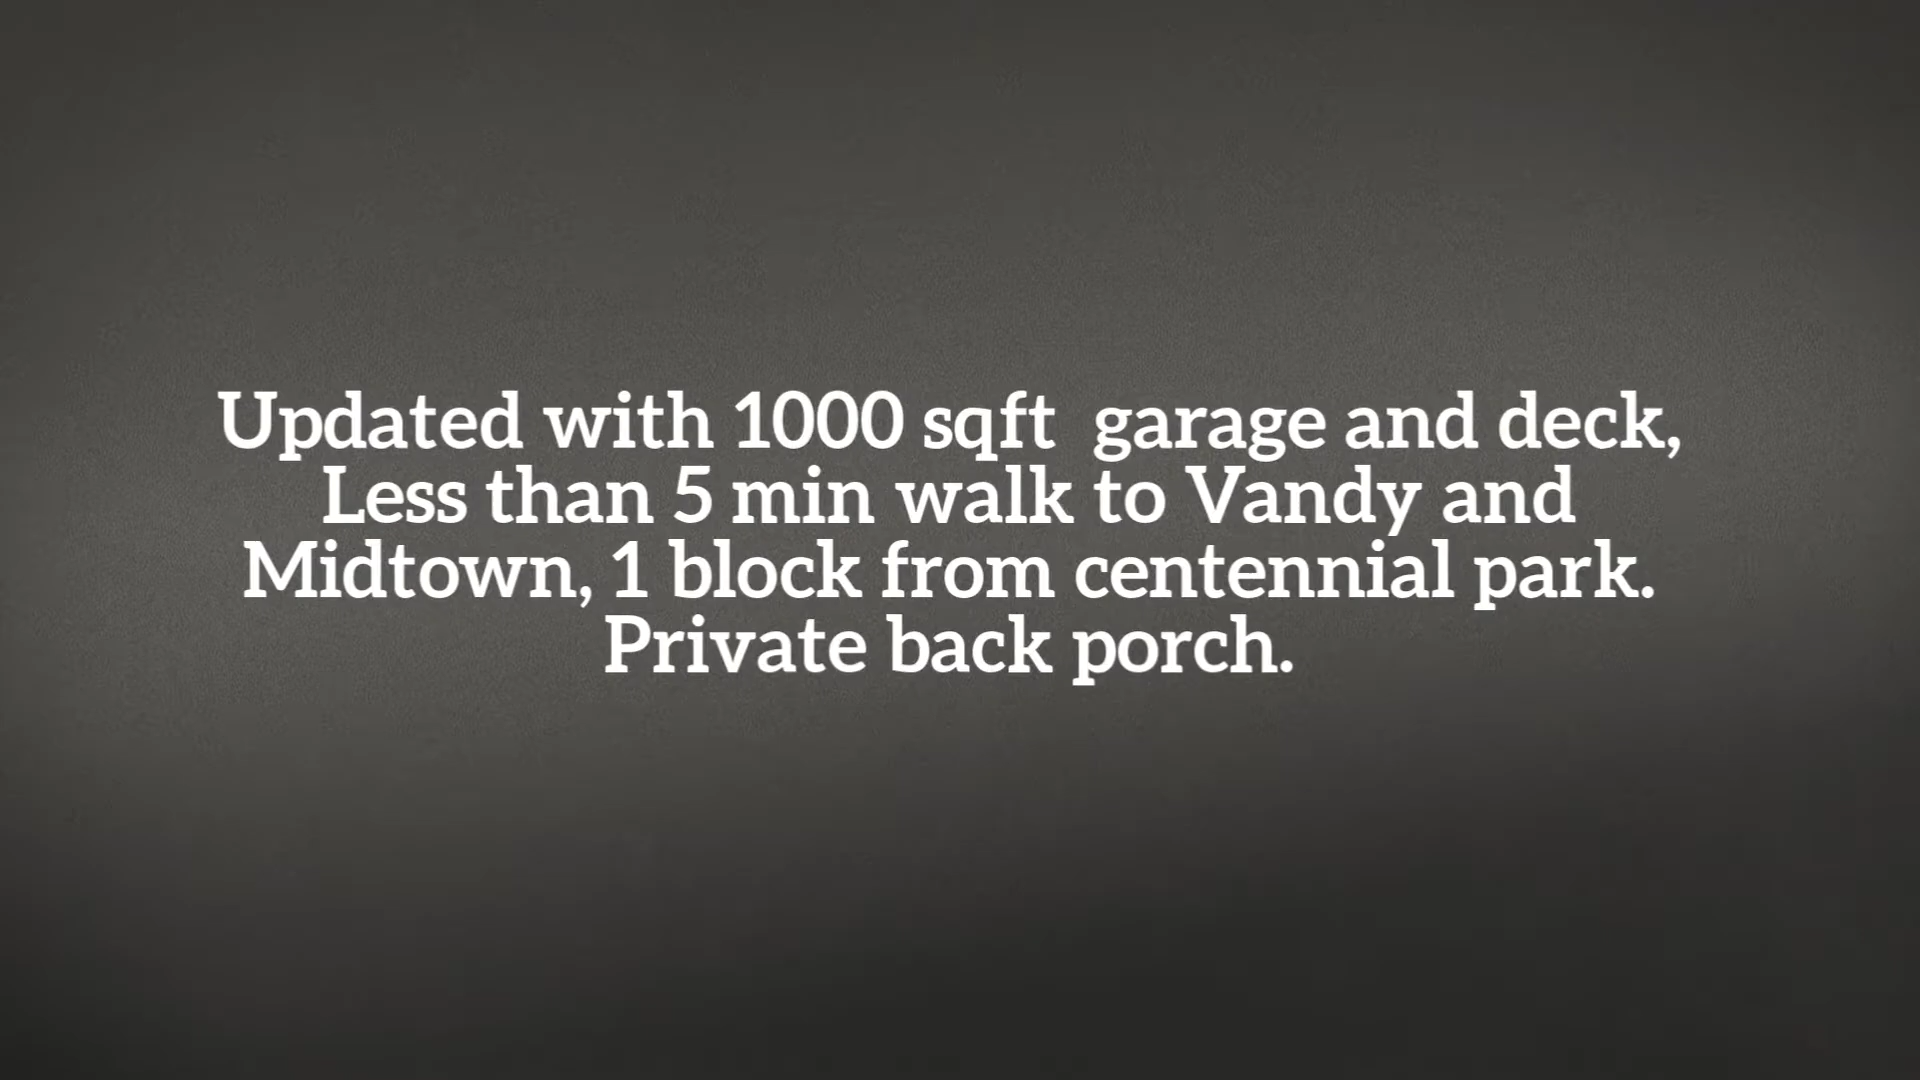 Updated with 1000 sqft  garage and deck,
Less than 5 min walk to Vandy and
Midtown, 1 block from centennial park.
Private back porch.